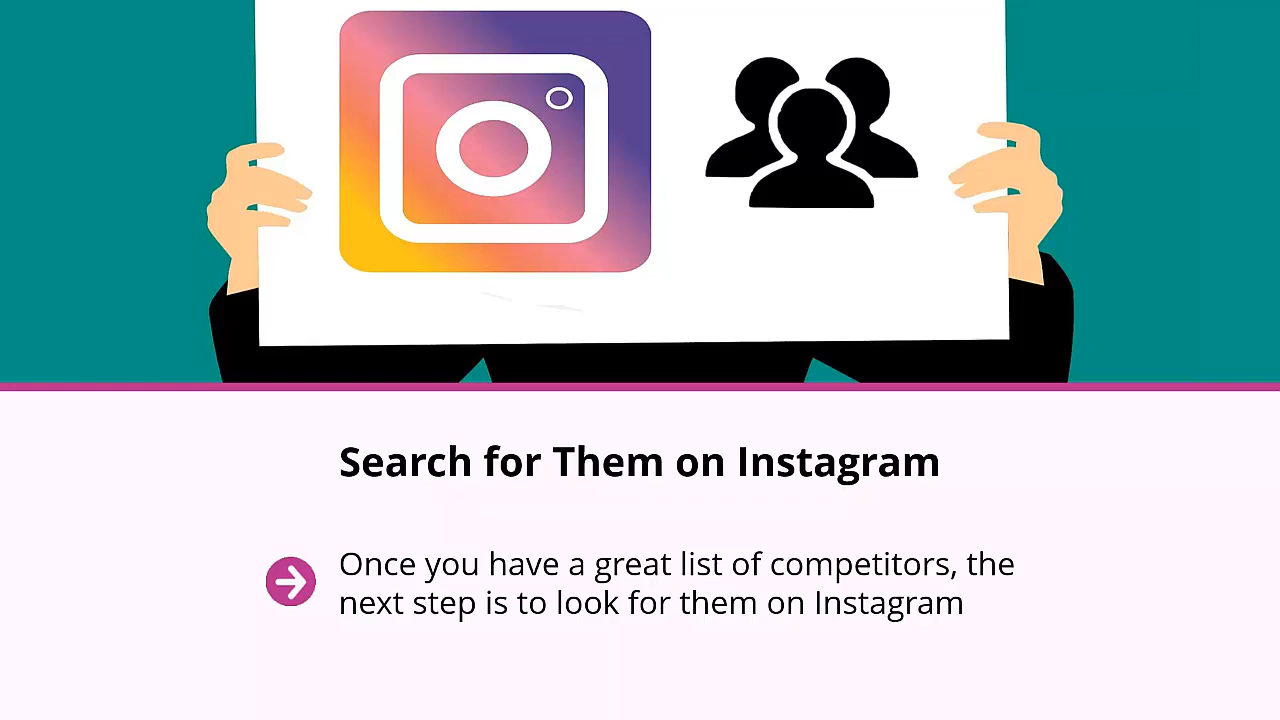 Search for Them on Instagram
Once you have a great list of competitors, the
next step is to look for them on Instagram